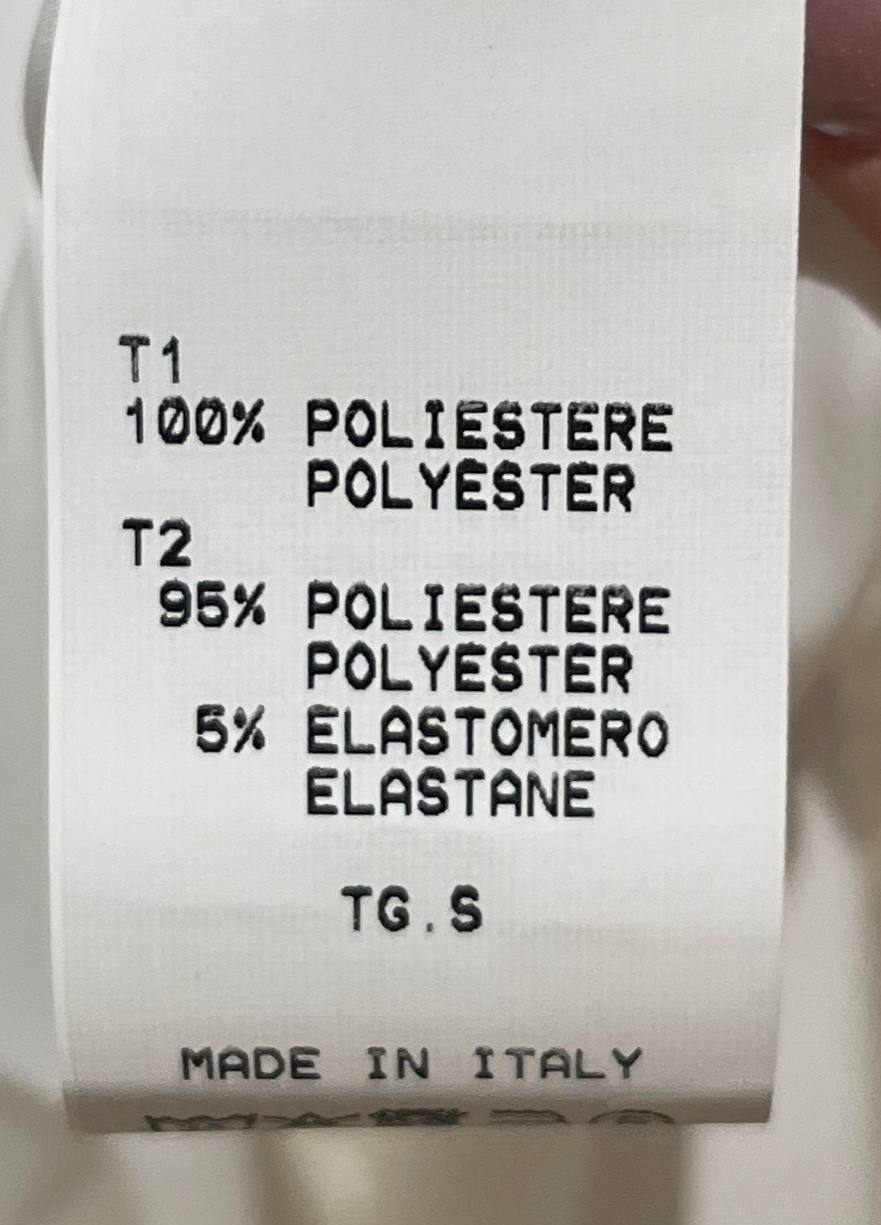 T1
100% POLIESTERE
POLYESTER
T2
95% POLIESTERE
POLYESTER
5% ELASTOMERO
ELASTANE
TG.S
MADE IN ITALY